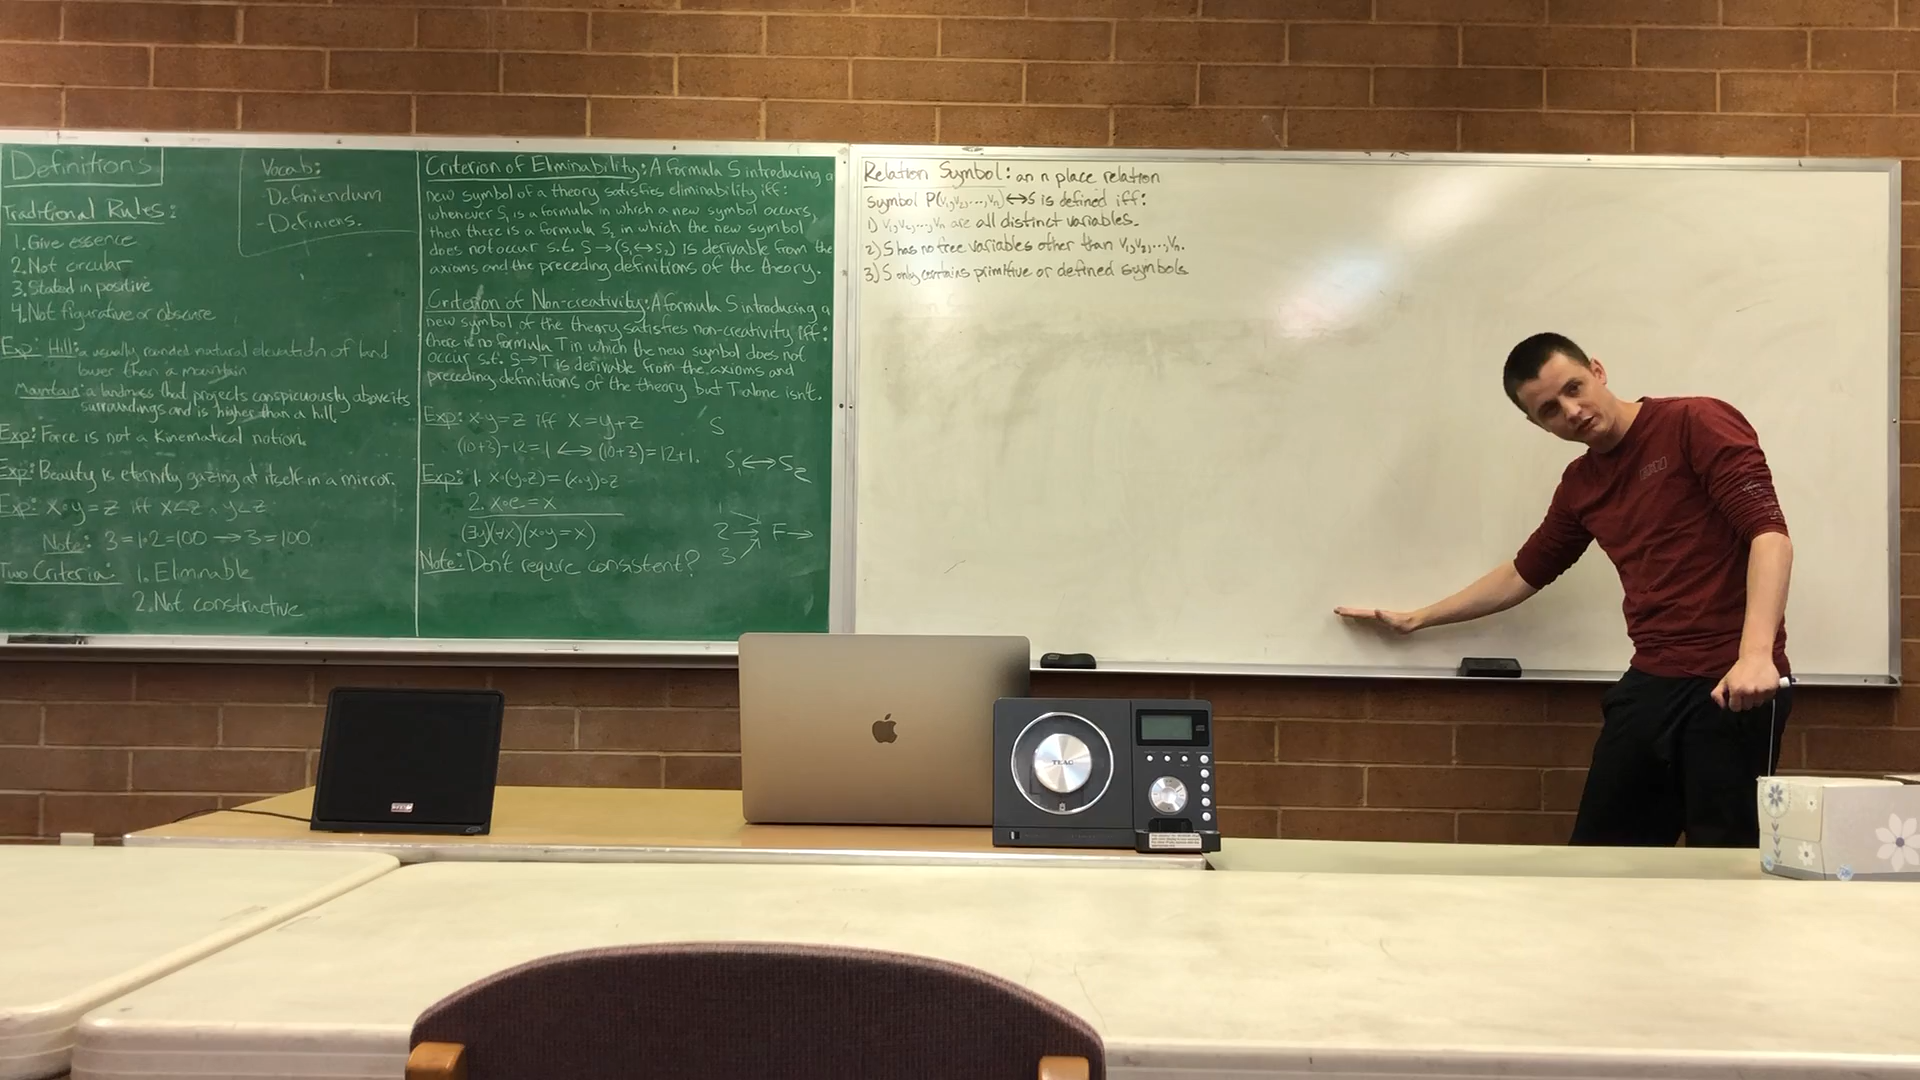 Definitions
Vocab:
-Definiendum
-Definiens.
Traditional Rules:
1. Give essence
2. Not circular
3. Stated in positive
4. Not figurative or obscure
Exp: Hill: a usually rounded natural elevation of land
lower than a mountain
Mountain: a landmass that projects conspicuously above its
surroundings and is higher than a hill.
Exp: Force is not a kinematical notion.
Exp: Beauty is eternity gazing at itself in a mirror.
Exp: x∘y=z iff x<z ∧ y<z
Note: 3=1∘2=100 → 3=100.
Two Criteria: 1. Eliminable
2. Not constructive
Criterion of Eliminability: A formula S introducing a
new symbol of a theory satisfies eliminability iff:
whenever S₁ is a formula in which a new symbol occurs,
then there is a formula S₂ in which the new symbol
does not occur s.t. S→(S₁↔S₂) is derivable from the
axioms and the preceding definitions of the theory.
Criterion of Non-creativity: A formula S introducing a
new symbol of the theory satisfies non-creativity iff:
there is no formula T in which the new symbol does not
occur s.t. S→T is derivable from the axioms and
preceding definitions of the theory but T alone isn't.
Exp: x-y=z iff x=y+z
(10+3)-12=1 ↔ (10+3)=12+1.
Exp: 1. x∘(y∘z)=(x∘y)∘z
2. x∘e=x
(∃y)(∀x)(x∘y=x)
Note: Don't require consistent?
S
S₁↔S₂
1
2 → F →
3
Relation Symbol: an n place relation
symbol P(v₁,v₂,...,vₙ)↔S is defined iff:
1) v₁,v₂,...,vₙ are all distinct variables.
2) S has no free variables other than v₁,v₂,...,vₙ.
3) S only contains primitive or defined symbols
TEAC